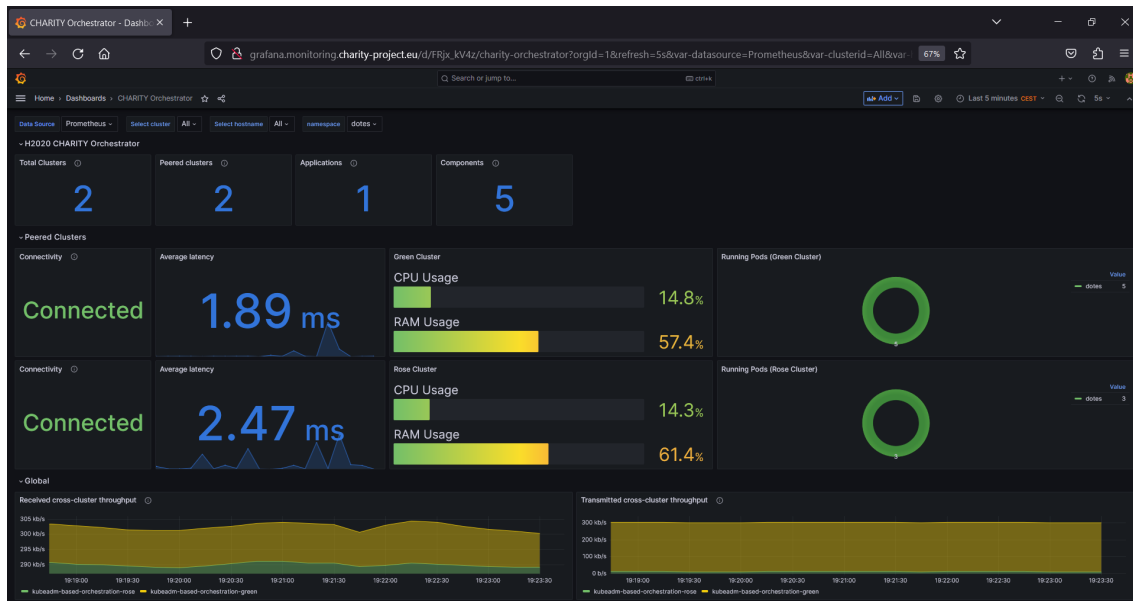 CHARITY Orchestrator - Dashbo
grafana.monitoring.charity-project.eu/d/FRjx_kV4z/charity-orchestrator?orgId=1&refresh=5s&var-datasource=Prometheus&var-clusterid=All&var-
67%
Search or jump to...
ctrl+k
Home › Dashboards › CHARITY Orchestrator
Add
Last 5 minutes CEST
5s
Data Source Prometheus Select cluster All Select hostname All namespace dotes
H2020 CHARITY Orchestrator
Total Clusters
Peered clusters
Applications
Components
2
2
1
5
Peered Clusters
Connectivity
Average latency
Green Cluster
Running Pods (Green Cluster)
Connected
1.89 ms
CPU Usage
14.8%
RAM Usage
57.4%
Value
dotes 5
5
Connectivity
Average latency
Rose Cluster
Running Pods (Rose Cluster)
Connected
2.47 ms
CPU Usage
14.3%
RAM Usage
61.4%
Value
dotes 3
3
Global
Received cross-cluster throughput
305 kb/s
300 kb/s
295 kb/s
290 kb/s
19:19:00 19:19:30 19:20:00 19:20:30 19:21:00 19:21:30 19:22:00 19:22:30 19:23:00 19:23:30
kubeadm-based-orchestration-rose kubeadm-based-orchestration-green
Transmitted cross-cluster throughput
300 kb/s
200 kb/s
100 kb/s
0 b/s
19:19:00 19:19:30 19:20:00 19:20:30 19:21:00 19:21:30 19:22:00 19:22:30 19:23:00 19:23:30
kubeadm-based-orchestration-rose kubeadm-based-orchestration-green